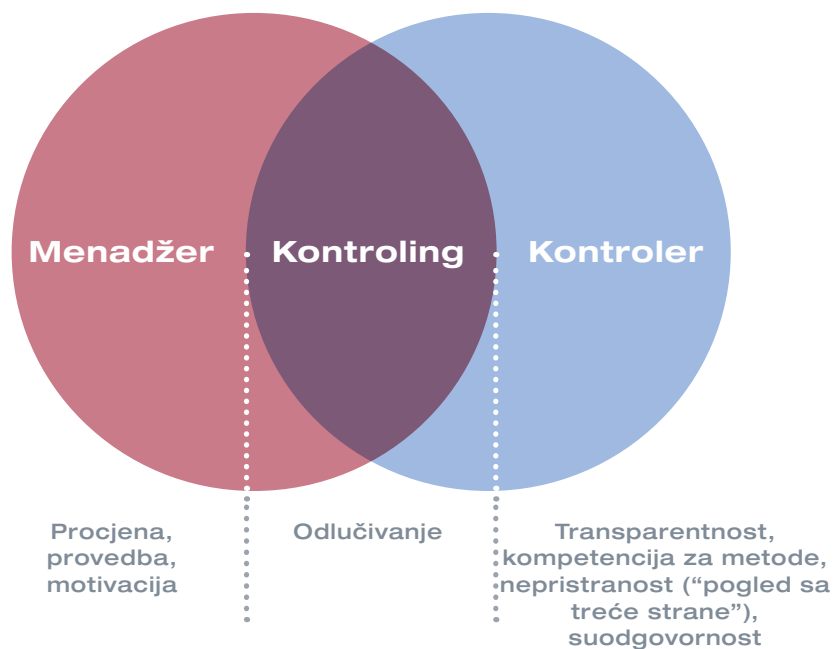 Menadžer
Kontroling
Kontroler
Procjena,
provedba,
motivacija
Odlučivanje
Transparentnost,
kompetencija za metode,
nepristranost (“pogled sa
treće strane”),
suodgovornost